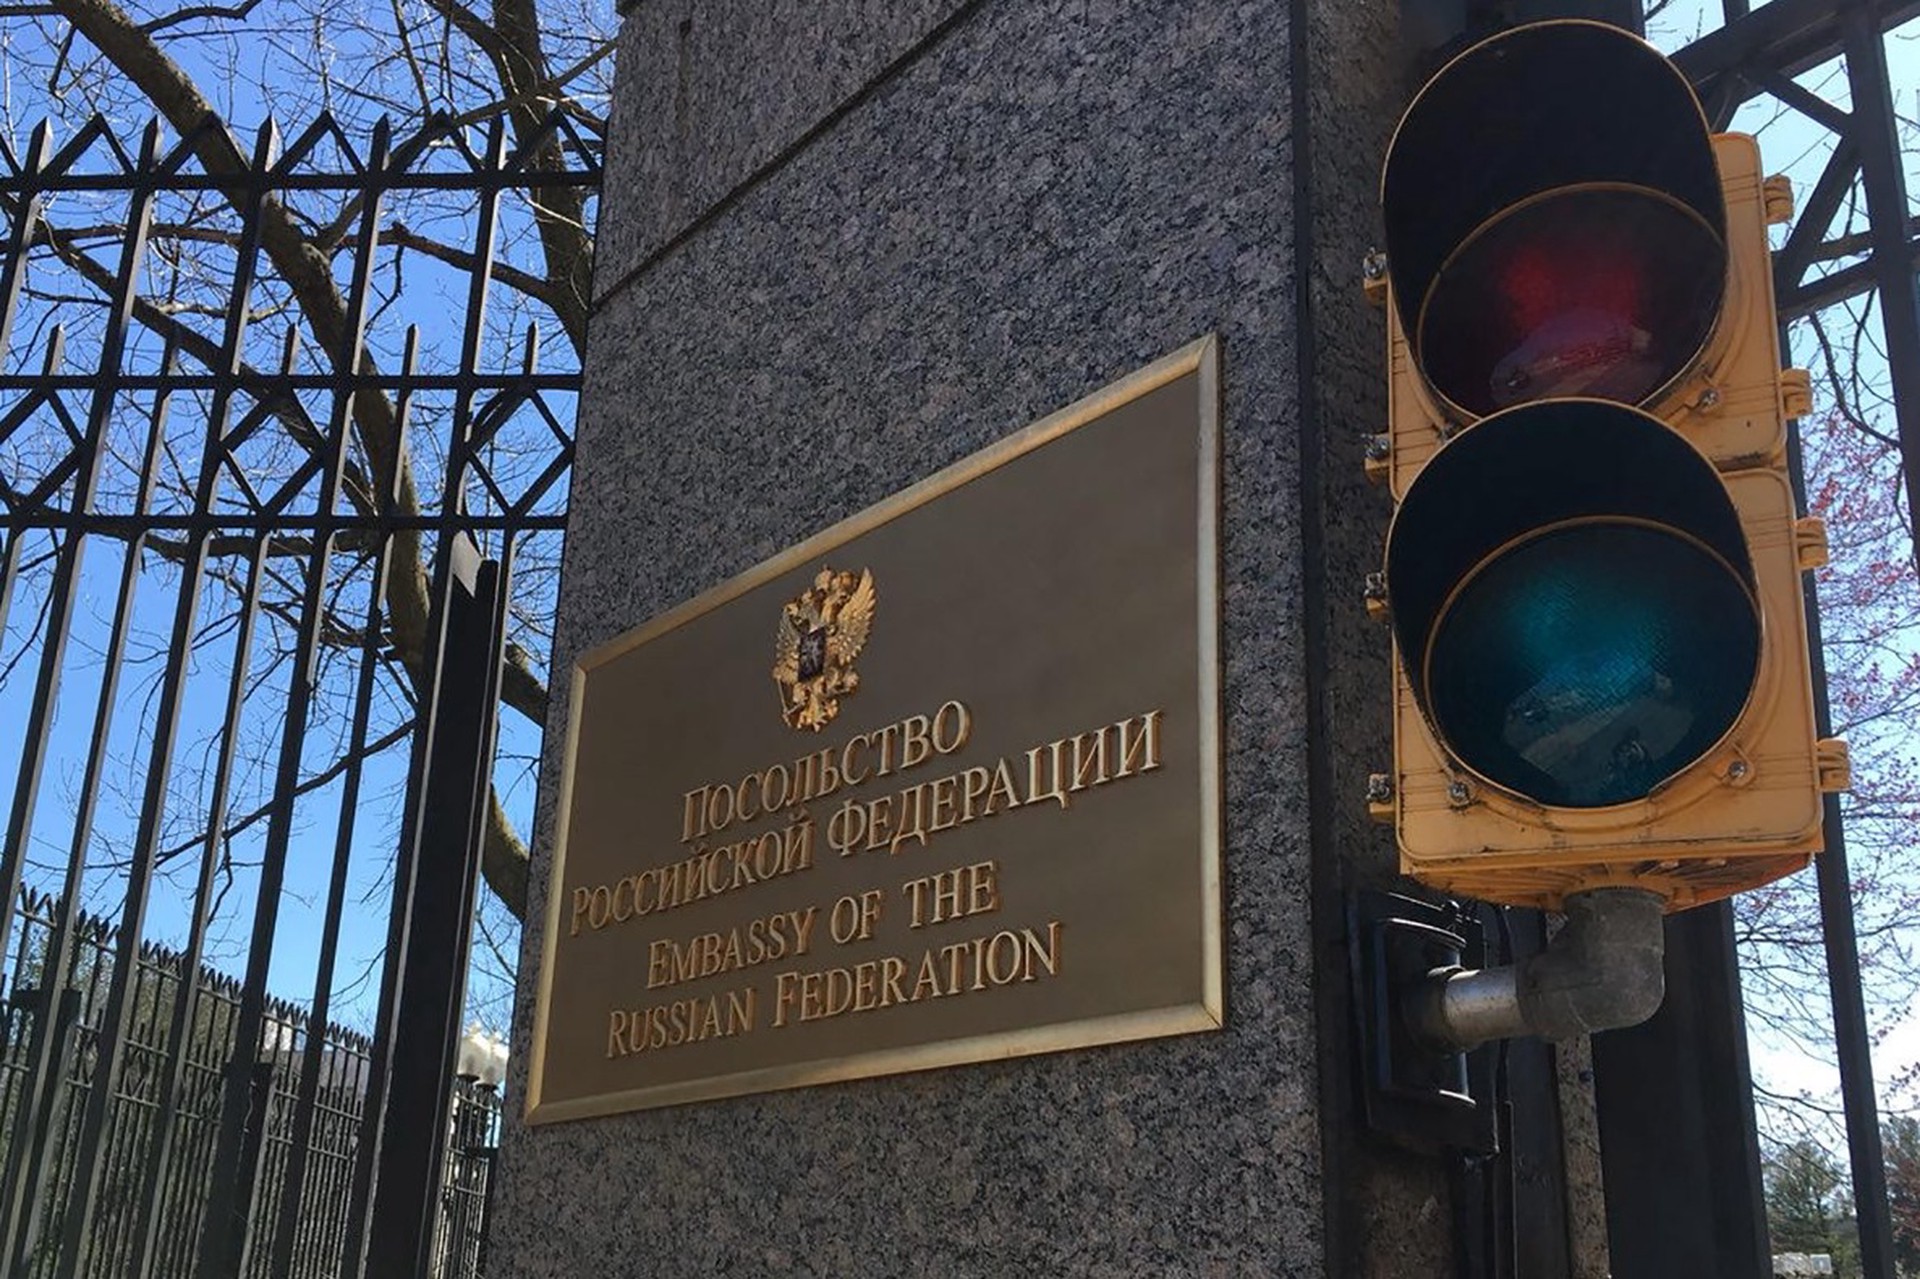 ПОСОЛЬСТВО
РОССИЙСКОЙ ФЕДЕРАЦИИ
EMBASSY OF THE
RUSSIAN FEDERATION